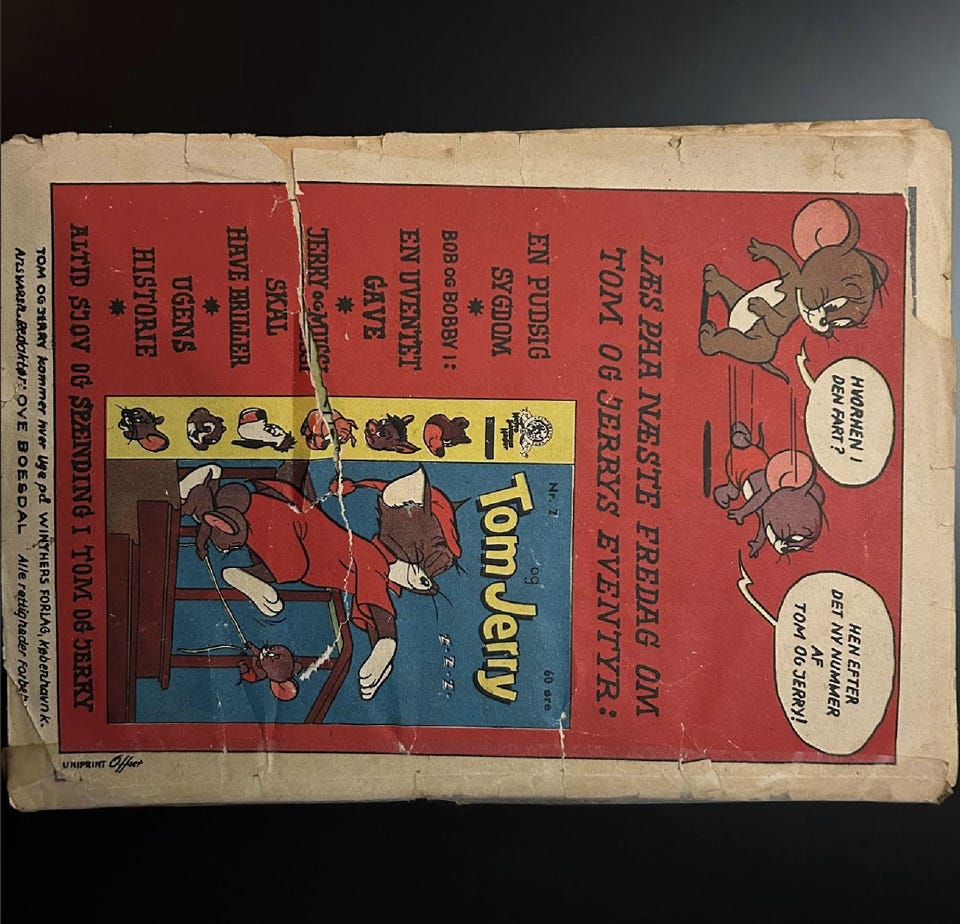 HVORHEN I
DEN FART?
HEN EFTER
DET NY NUMMER
AF
TOM OG JERRY!
LÆS PAA NÆSTE FREDAG OM
TOM OG JERRYS EVENTYR:
EN PUDSIG
SYGDOM
BOB OG BOBBY I:
EN UVENTET
GAVE
JERRY OG
SKAL
HAVE BRILLER
UGENS
HISTORIE
Nr. 2
60 øre
Tom og Jerry
Z-Z-Z
ALTID SJOV OG SPÆNDING I TOM OG JERRY
TOM OG JERRY kommer hver uge på WINTHERS FORLAG, København K.
Ansvarsh. Redaktør: OVE BOESDAL Alle rettigheder
UNIPRINT Offset